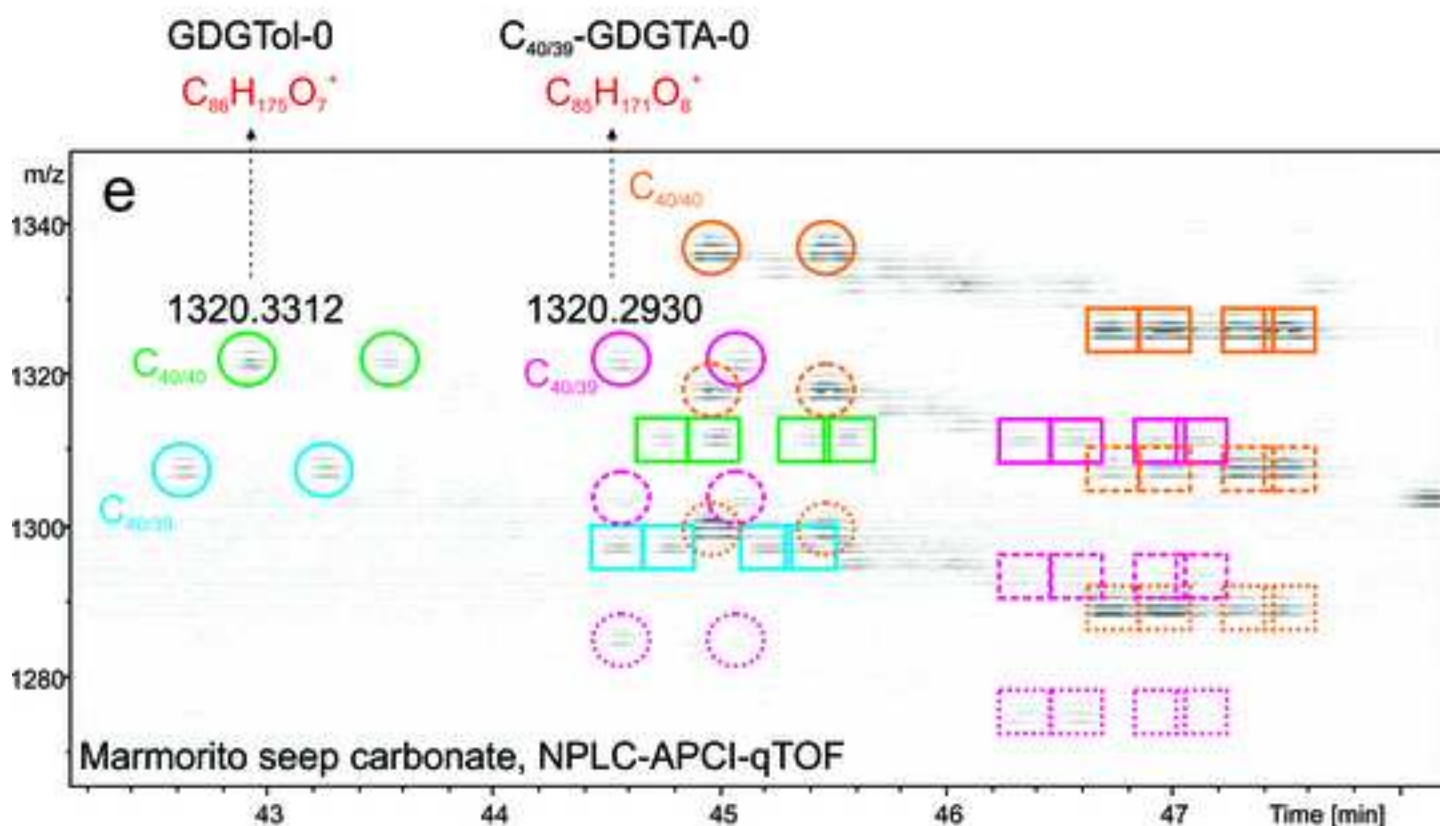 GDGTol-0 C₄₀/₃₉-GDGTA-0
C₈₆H₁₇₅O₇⁺ C₈₅H₁₇₁O₈⁺
m/z
e
C₄₀/₄₀
1340
1320.3312 1320.2930
C₄₀/₄₀
C₄₀/₃₉
1320
C₄₀/₃₉
1300
1280
Marmorito seep carbonate, NPLC-APCI-qTOF
43 44 45 46 47 Time [min]